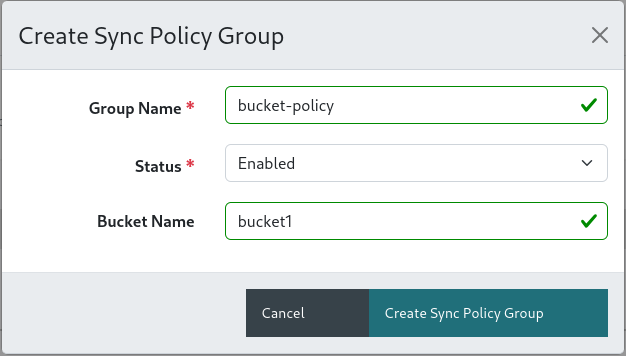 Create Sync Policy Group
Group Name * bucket-policy
Status * Enabled
Bucket Name bucket1
Cancel Create Sync Policy Group